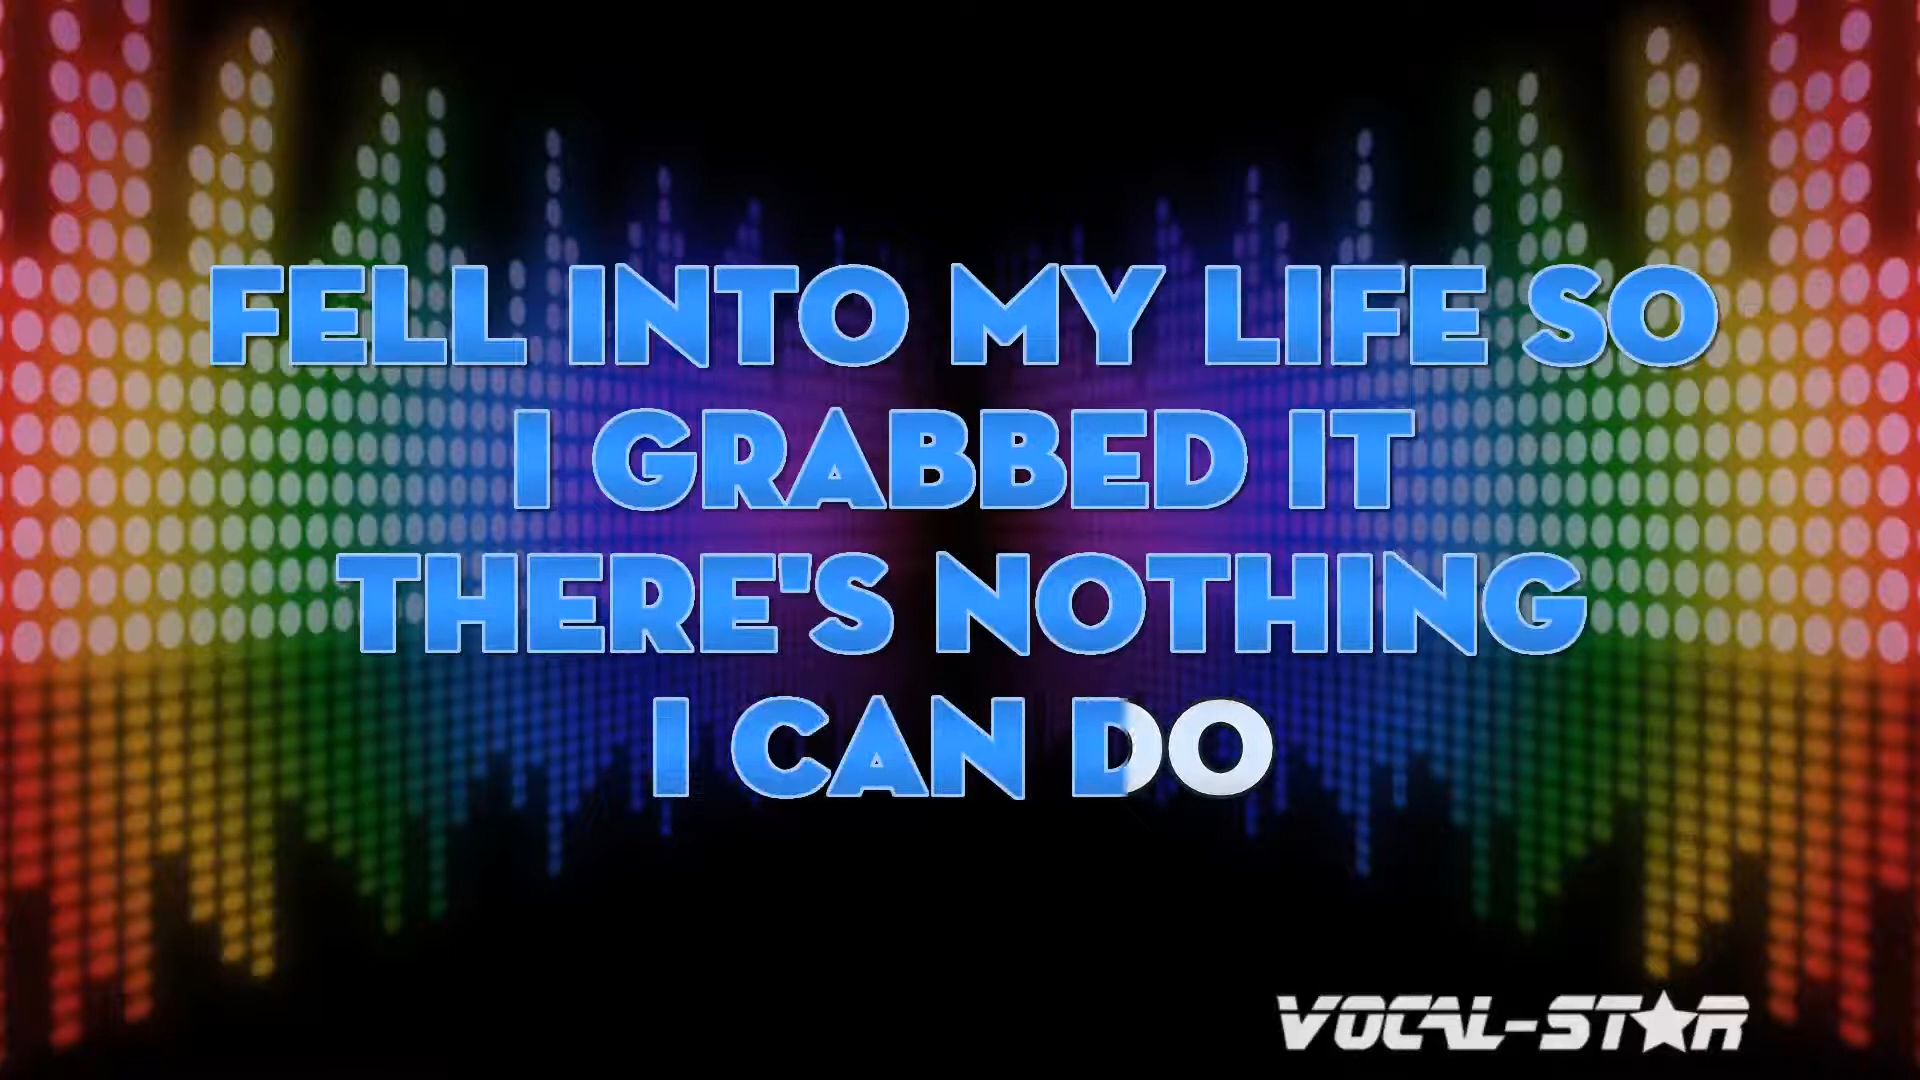 FELL INTO MY LIFE SO
I GRABBED IT
THERE'S NOTHING
I CAN DO
VOCAL-STAR